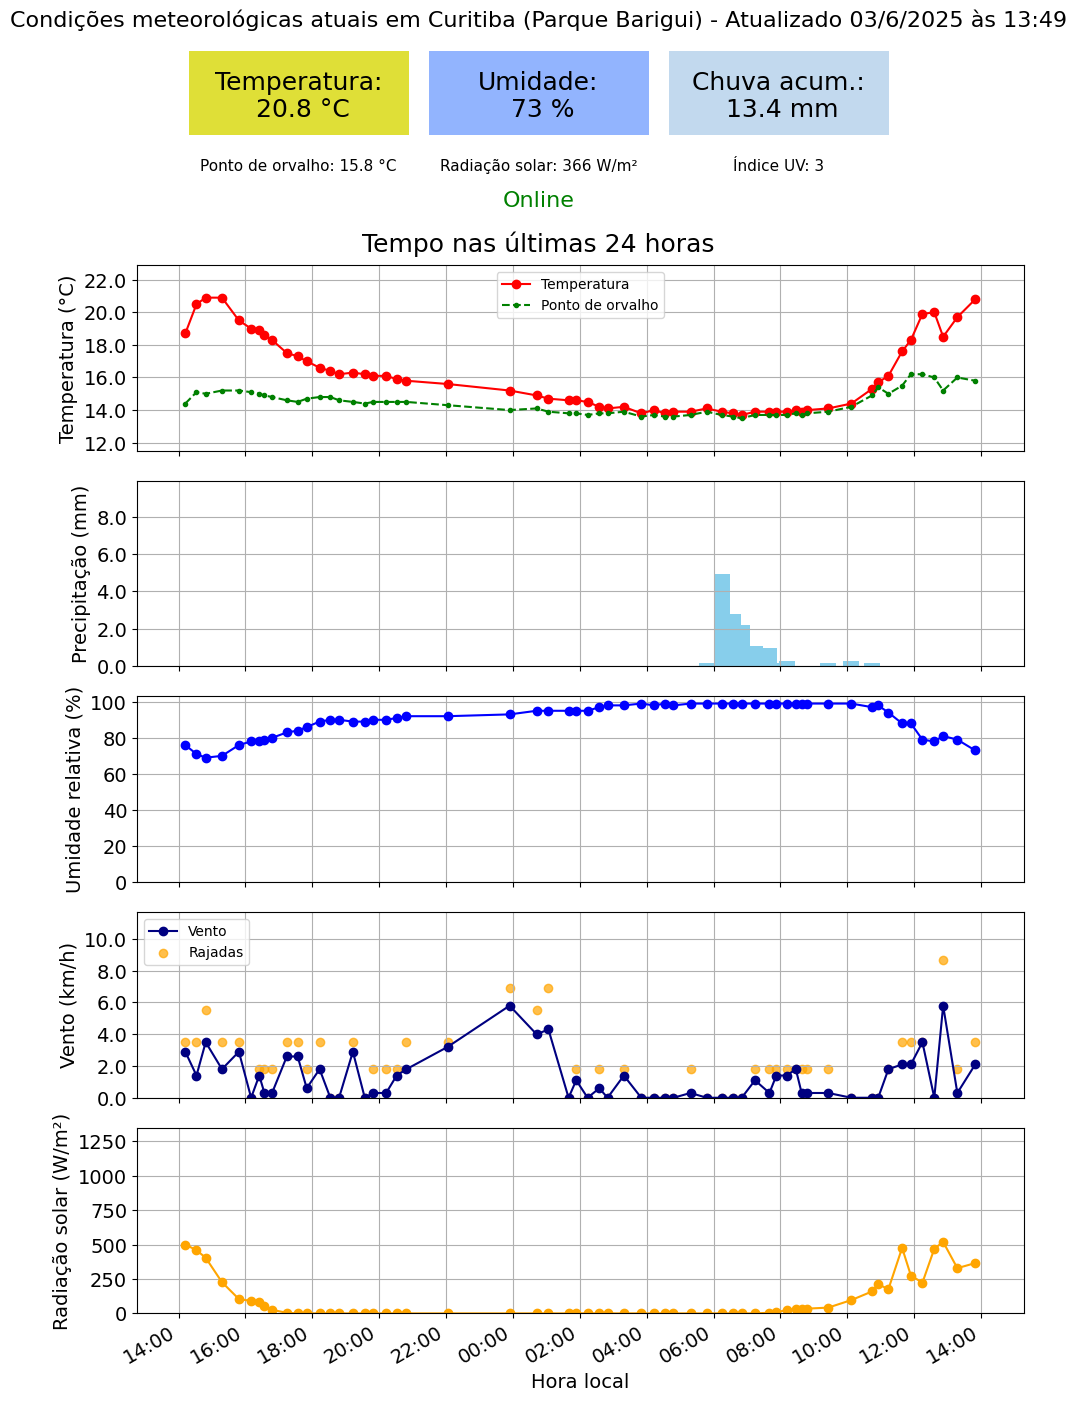 Condições meteorológicas atuais em Curitiba (Parque Barigui) - Atualizado 03/6/2025 às 13:49
Temperatura:
20.8 °C
Umidade:
73 %
Chuva acum.:
13.4 mm
Ponto de orvalho: 15.8 °C
Radiação solar: 366 W/m²
Índice UV: 3
Online
Tempo nas últimas 24 horas
Temperatura (°C)
22.0
20.0
18.0
16.0
14.0
12.0
Temperatura
Ponto de orvalho
Precipitação (mm)
8.0
6.0
4.0
2.0
0.0
Umidade relativa (%)
100
80
60
40
20
0
Vento (km/h)
10.0
8.0
6.0
4.0
2.0
0.0
Vento
Rajadas
Radiação solar (W/m²)
1250
1000
750
500
250
0
14:00
16:00
18:00
20:00
22:00
00:00
02:00
04:00
06:00
08:00
10:00
12:00
14:00
Hora local